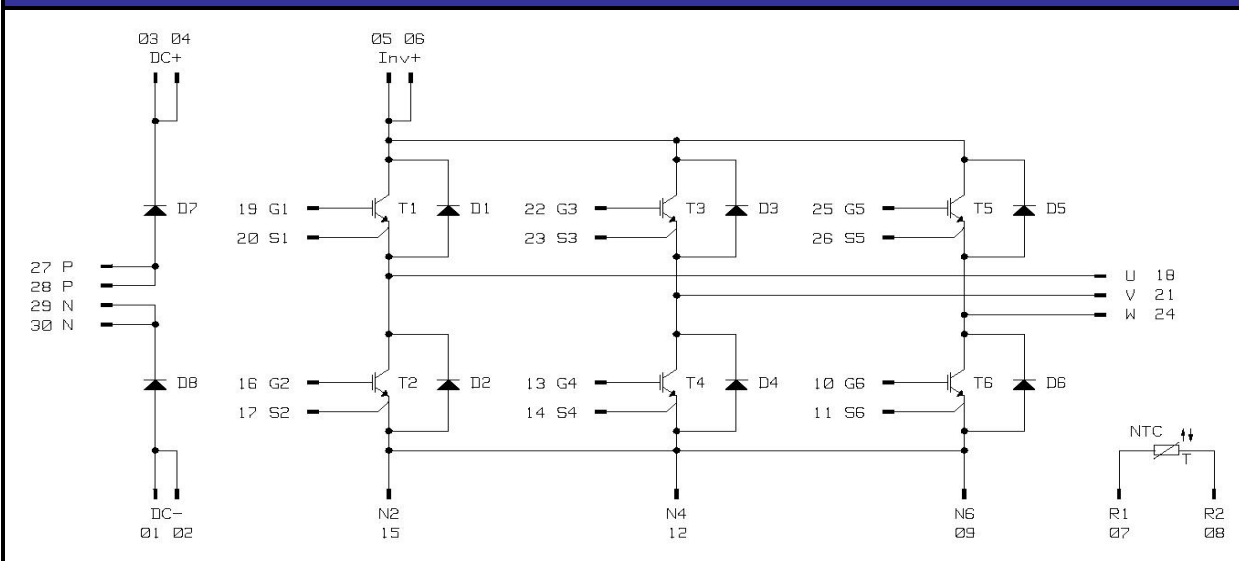 03 04 05 06
DC+ Inv+
D7 19 G1 T1 D1 22 G3 T3 D3 25 G5 T5 D5
20 S1 23 S3 26 S5
27 P U 18
28 P V 21
29 N W 24
30 N
D8 16 G2 T2 D2 13 G4 T4 D4 10 G6 T6 D6
17 S2 14 S4 11 S6
NTC
T
DC- N2 N4 N6 R1 R2
01 02 15 12 09 07 08